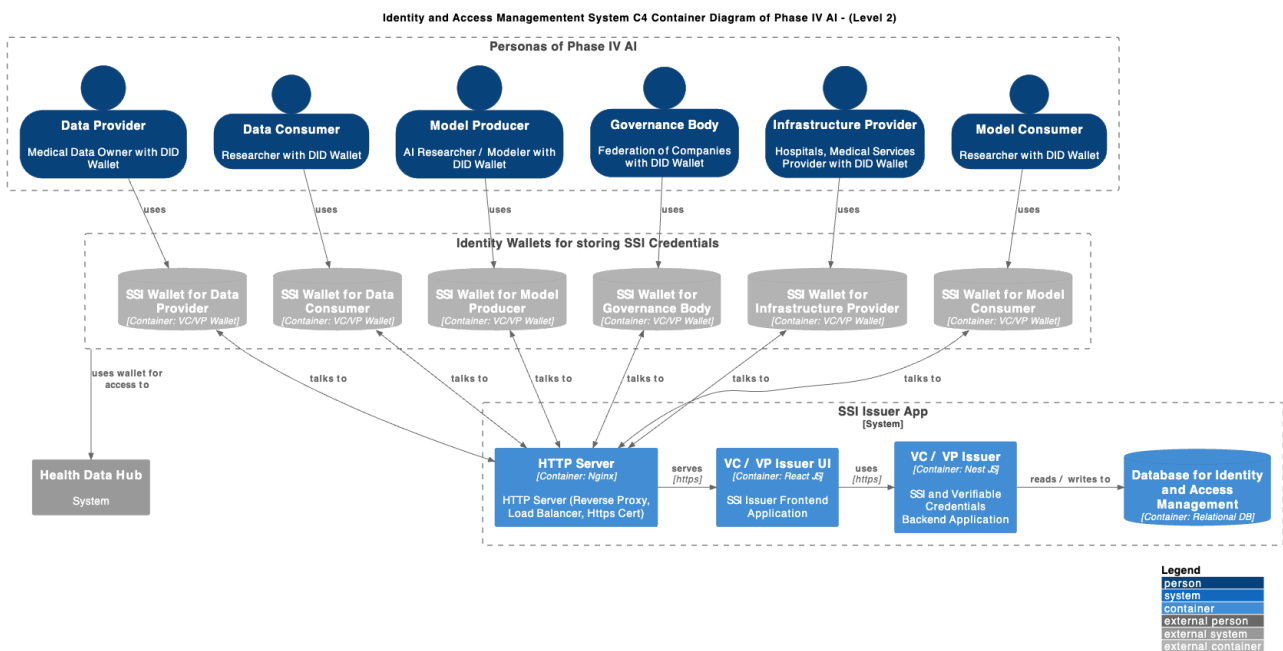 Identity and Access Managementent System C4 Container Diagram of Phase IV AI - (Level 2)
Personas of Phase IV AI
Data Provider
Medical Data Owner with DID
Wallet
Data Consumer
Researcher with DID Wallet
Model Producer
AI Researcher / Modeler with
DID Wallet
Governance Body
Federation of Companies
with DID Wallet
Infrastructure Provider
Hospitals, Medical Services
Provider with DID Wallet
Model Consumer
Researcher with DID Wallet
uses
uses
uses
uses
uses
uses
Identity Wallets for storing SSI Credentials
SSI Wallet for Data
Provider
[Container: VC/VP Wallet]
SSI Wallet for Data
Consumer
[Container: VC/VP Wallet]
SSI Wallet for Model
Producer
[Container: VC/VP Wallet]
SSI Wallet for
Governance Body
[Container: VC/VP Wallet]
SSI Wallet for
Infrastructure Provider
[Container: VC/VP Wallet]
SSI Wallet for Model
Consumer
[Container: VC/VP Wallet]
uses wallet for
access to
talks to
talks to
talks to
talks to
talks to
talks to
Health Data Hub
System
SSI Issuer App
[System]
HTTP Server
[Container: Nginx]
HTTP Server (Reverse Proxy,
Load Balancer, Https Cert)
serves
[https]
VC / VP Issuer UI
[Container: React JS]
SSI Issuer Frontend
Application
uses
[https]
VC / VP Issuer
[Container: Nest JS]
SSI and Verifiable
Credentials
Backend Application
reads / writes to
Database for Identity
and Access
Management
[Container: Relational DB]
Legend
person
system
container
external person
external system
external container